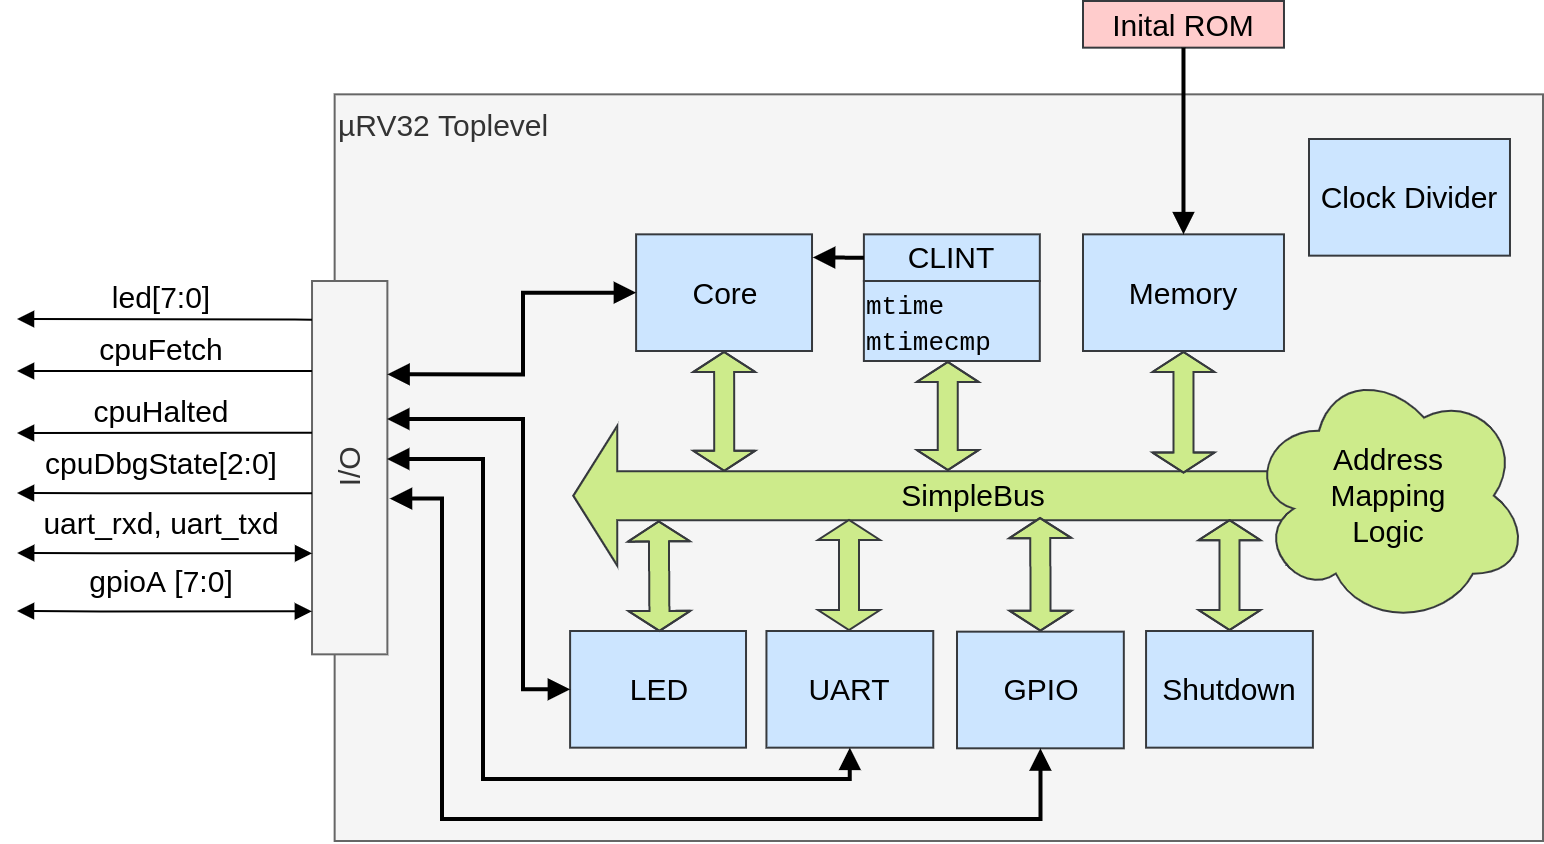 Inital ROM
µRV32 Toplevel
Clock Divider
Core
CLINT
mtime
mtimecmp
Memory
led[7:0]
cpuFetch
cpuHalted
cpuDbgState[2:0]
uart_rxd, uart_txd
gpioA [7:0]
I/O
SimpleBus
Address
Mapping
Logic
LED
UART
GPIO
Shutdown